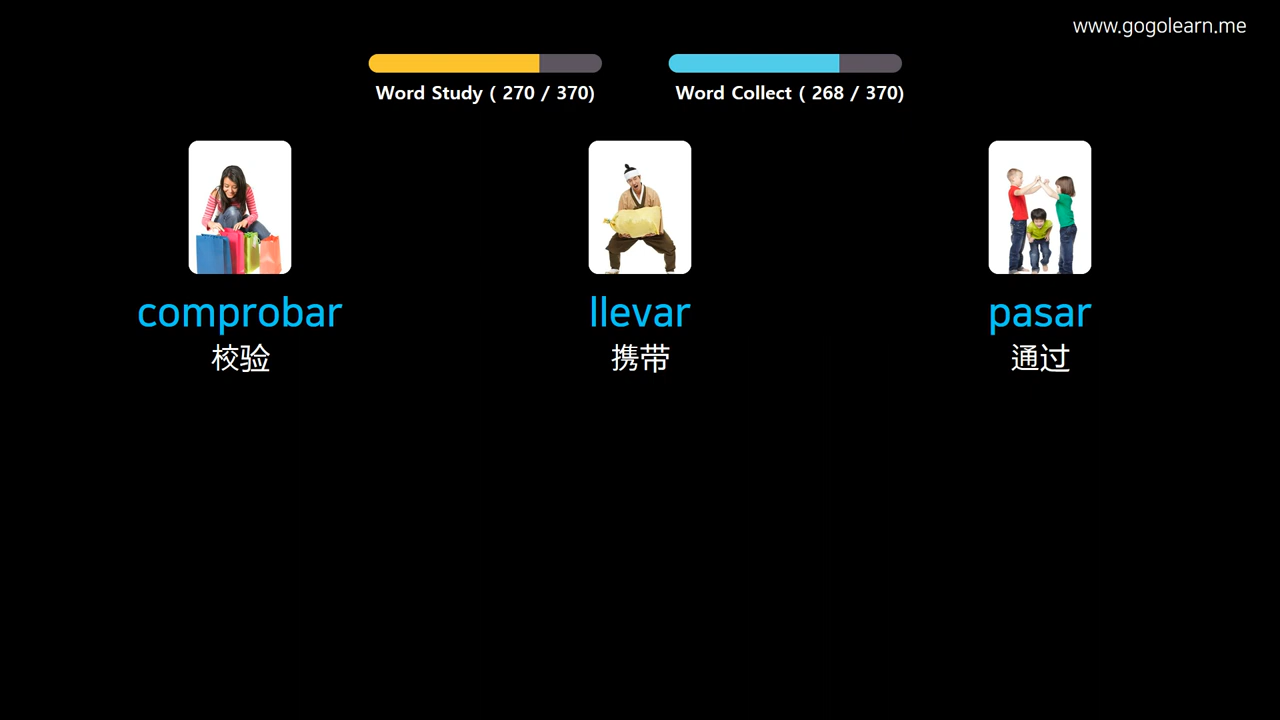 www.gogolearn.me
Word Study ( 270 / 370)
Word Collect ( 268 / 370)
comprobar
校验
llevar
携带
pasar
通过